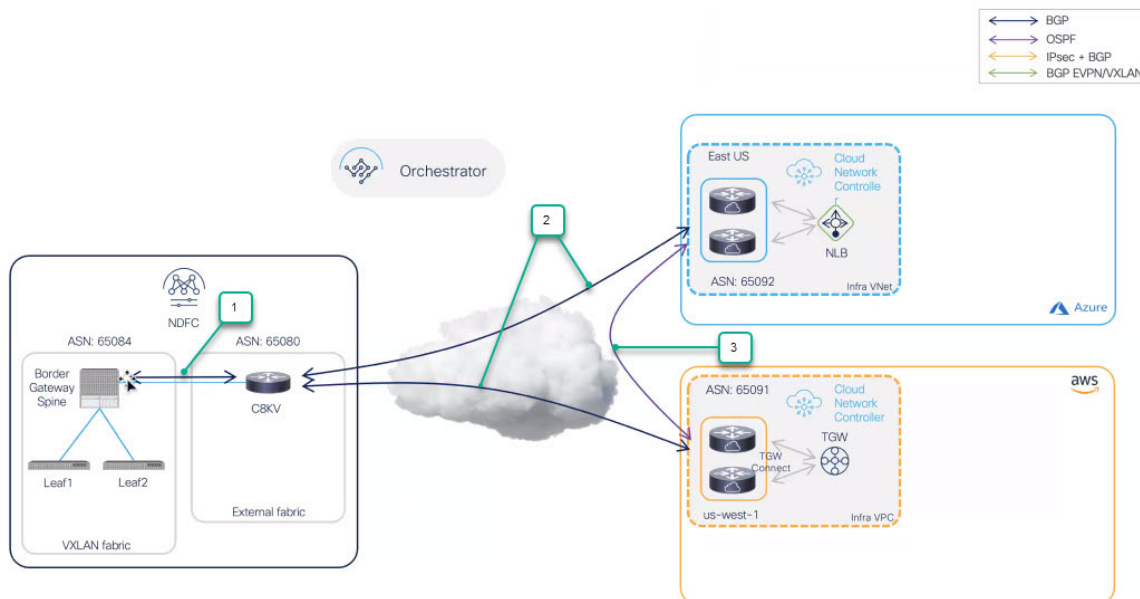 BGP
OSPF
IPsec + BGP
BGP EVPN/VXLAN
Orchestrator
East US
Cloud
Network
Controlle
NLB
ASN: 65092
Infra VNet
Azure
2
1
3
NDFC
ASN: 65084
ASN: 65080
Border
Gateway
Spine
C8KV
Leaf1
Leaf2
External fabric
VXLAN fabric
aws
ASN: 65091
Cloud
Network
Controller
TGW
TGW
Connect
us-west-1
Infra VPC